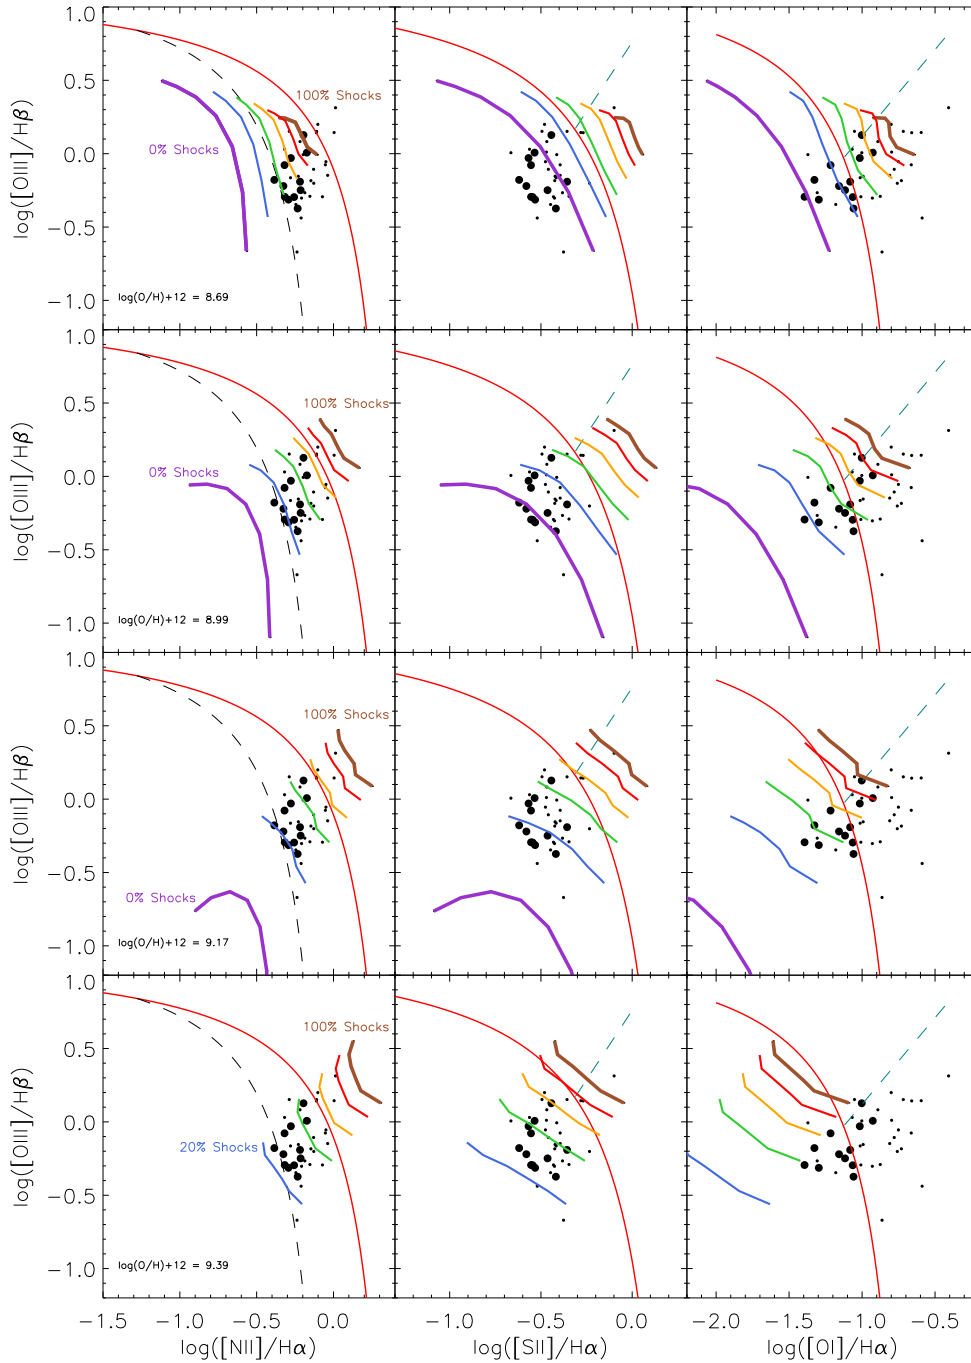 1.0
0.5
0.0
−0.5
−1.0
log([OIII]/Hβ)
100% Shocks
0% Shocks
log(O/H)+12 = 8.69
1.0
0.5
0.0
−0.5
−1.0
log([OIII]/Hβ)
100% Shocks
0% Shocks
log(O/H)+12 = 8.99
1.0
0.5
0.0
−0.5
−1.0
log([OIII]/Hβ)
100% Shocks
0% Shocks
log(O/H)+12 = 9.17
1.0
0.5
0.0
−0.5
−1.0
log([OIII]/Hβ)
100% Shocks
20% Shocks
log(O/H)+12 = 9.39
−1.5 −1.0 −0.5 0.0
−1.0 −0.5 0.0
−2.0 −1.5 −1.0 −0.5
log([NII]/Hα)
log([SII]/Hα)
log([OI]/Hα)